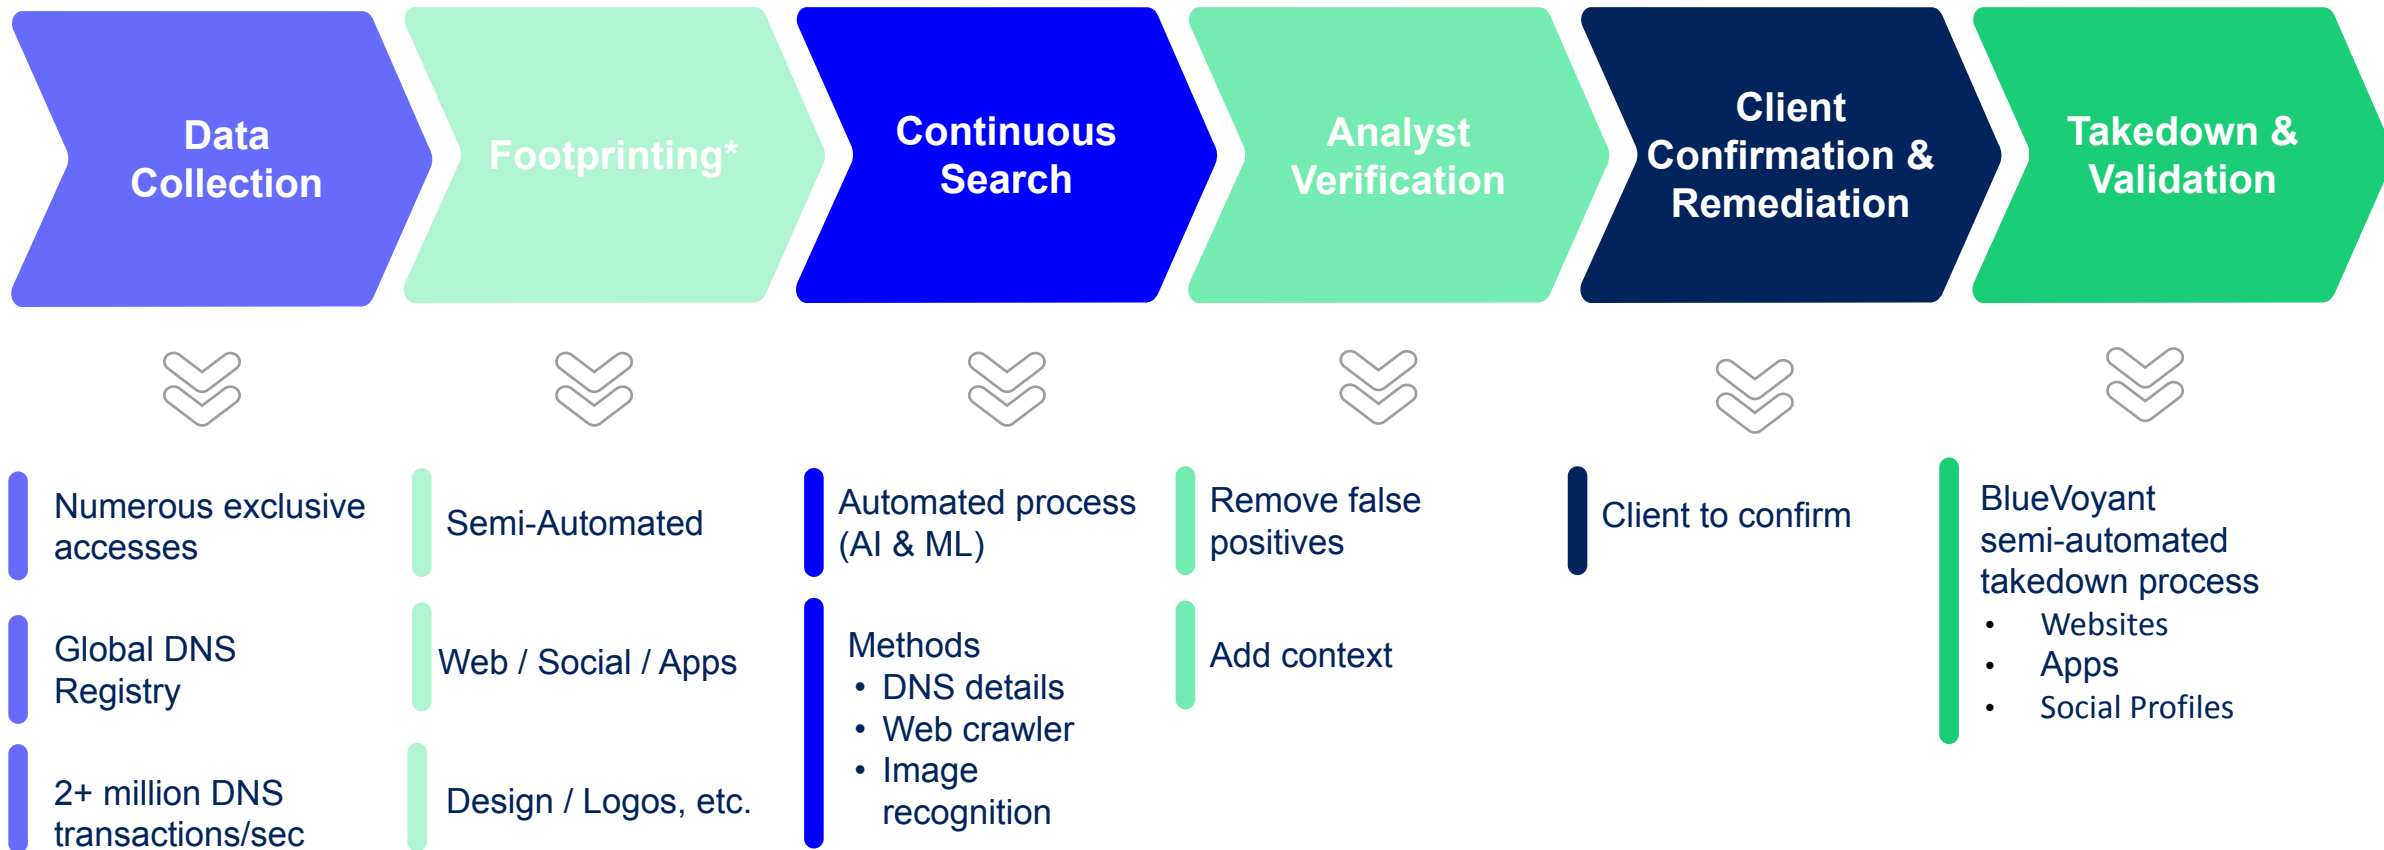 Data
Collection
Footprinting*
Continuous
Search
Analyst
Verification
Client
Confirmation &
Remediation
Takedown &
Validation
Numerous exclusive
accesses
Global DNS
Registry
2+ million DNS
transactions/sec
Semi-Automated
Web / Social / Apps
Design / Logos, etc.
Automated process
(AI & ML)
Methods
• DNS details
• Web crawler
• Image
recognition
Remove false
positives
Add context
Client to confirm
BlueVoyant
semi-automated
takedown process
• Websites
• Apps
• Social Profiles